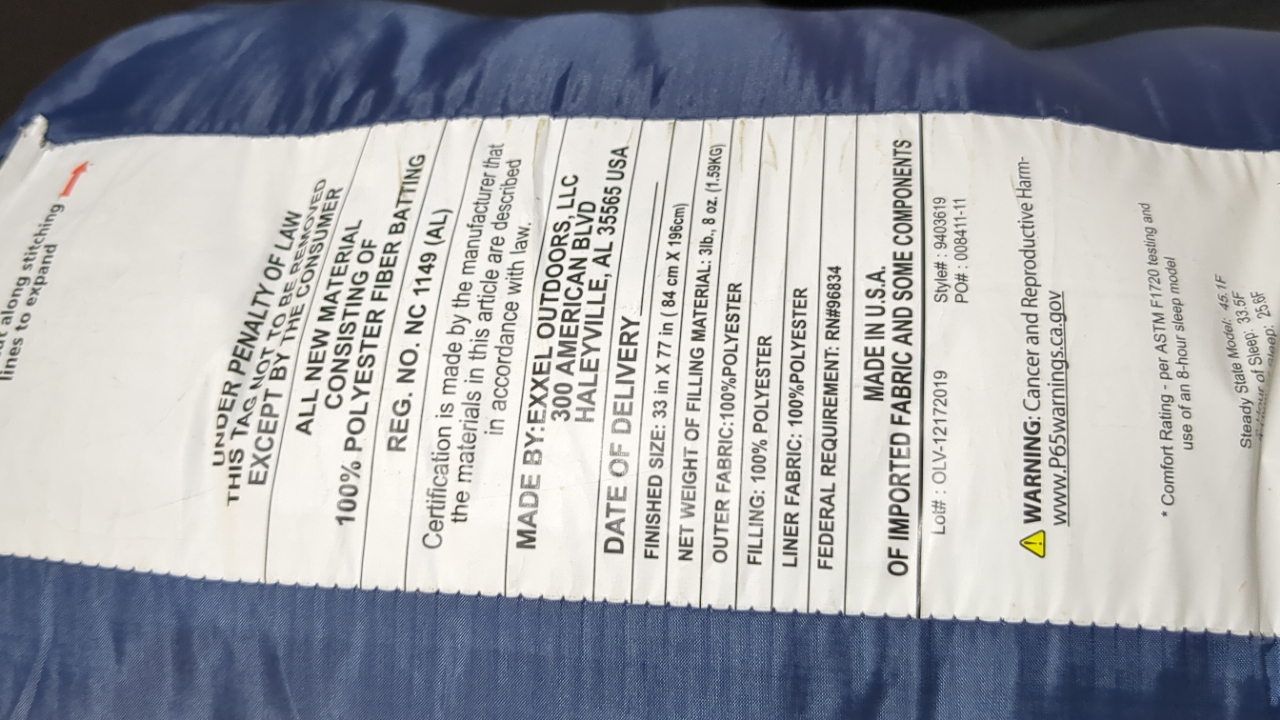 along stitching
lines to expand
UNDER PENALTY OF LAW
THIS TAG NOT TO BE REMOVED
EXCEPT BY THE CONSUMER
ALL NEW MATERIAL
CONSISTING OF
100% POLYESTER FIBER BATTING
REG. NO. NC 1149 (AL)
Certification is made by the manufacturer that
the materials in this article are described
in accordance with law.
MADE BY:EXXEL OUTDOORS, LLC
300 AMERICAN BLVD
HALEYVILLE, AL 35565 USA
DATE OF DELIVERY
FINISHED SIZE: 33 in X 77 in ( 84 cm X 196cm)
NET WEIGHT OF FILLING MATERIAL: 3lb., 8 oz. (1.59KG)
OUTER FABRIC:100%POLYESTER
FILLING: 100% POLYESTER
LINER FABRIC: 100%POLYESTER
FEDERAL REQUIREMENT: RN#96834
MADE IN U.S.A.
OF IMPORTED FABRIC AND SOME COMPONENTS
Lot# : OLV-12172019 Style# : 9403619
PO# : 008411-11
WARNING: Cancer and Reproductive Harm-
www.P65warnings.ca.gov
* Comfort Rating - per ASTM F1720 testing and
use of an 8-hour sleep model
Steady State Model: 45.1F
of Sleep: 33.5F